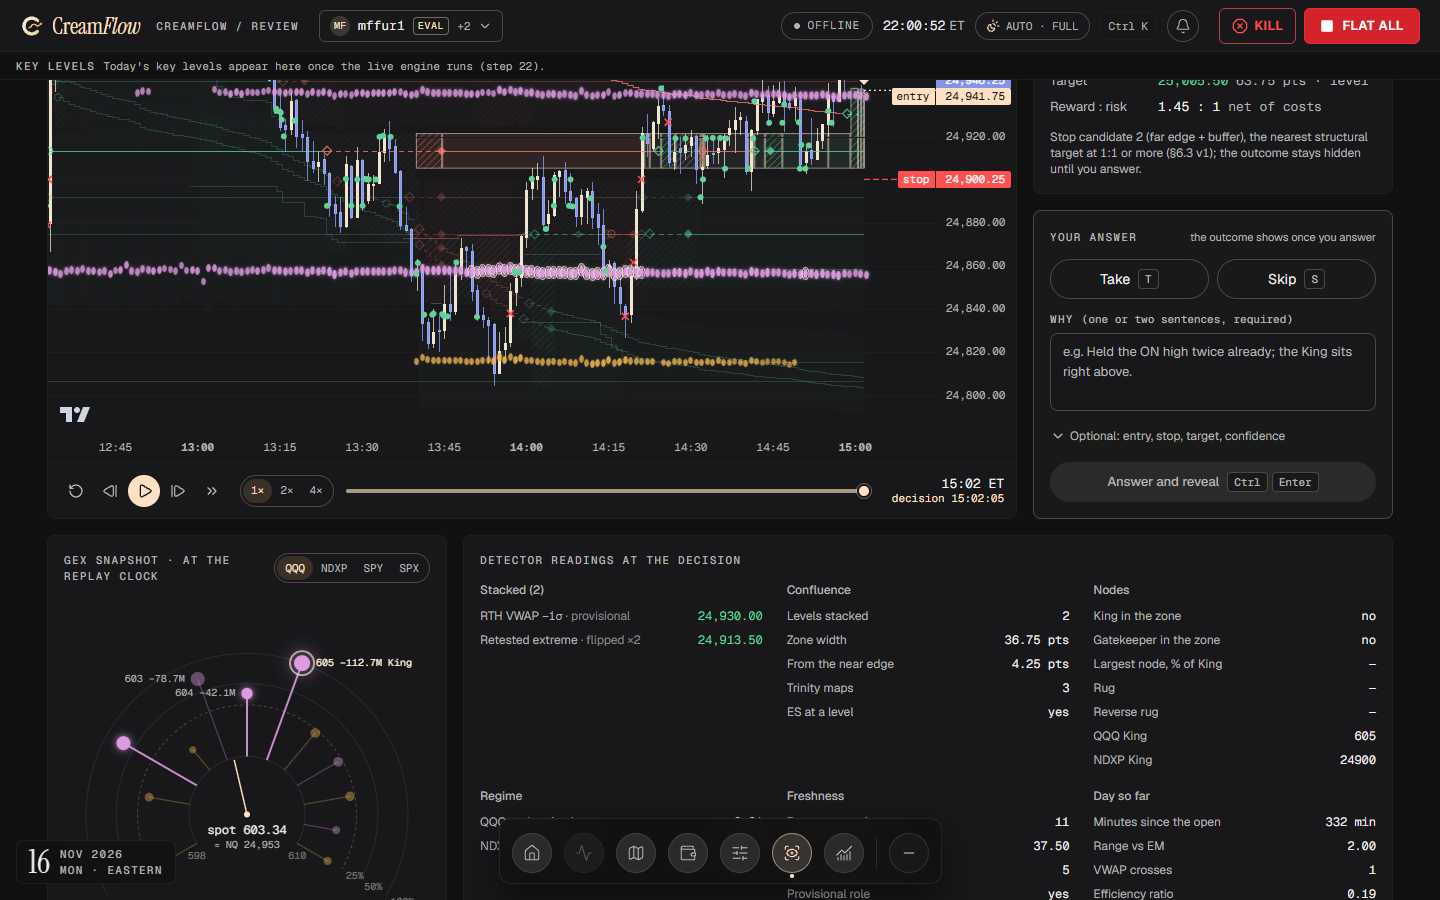 CreamFlow CREAMFLOW / REVIEW MF mffur1 EVAL +2 OFFLINE 22:00:52 ET AUTO · FULL Ctrl K KILL FLAT ALL
KEY LEVELS Today's key levels appear here once the live engine runs (step 22).
entry 24,941.75
24,920.00
stop 24,900.25
24,880.00
24,860.00
24,840.00
24,820.00
24,800.00
12:45 13:00 13:15 13:30 13:45 14:00 14:15 14:30 14:45 15:00
1× 2× 4×
15:02 ET
decision 15:02:05
Target 25,005.50 63.75 pts · level
Reward : risk 1.45 : 1 net of costs
Stop candidate 2 (far edge + buffer), the nearest structural
target at 1:1 or more (§6.3 v1); the outcome stays hidden
until you answer.
YOUR ANSWER the outcome shows once you answer
Take T Skip S
WHY (one or two sentences, required)
e.g. Held the ON high twice already; the King sits
right above.
Optional: entry, stop, target, confidence
Answer and reveal Ctrl Enter
GEX SNAPSHOT · AT THE
REPLAY CLOCK
QQQ NDXP SPY SPX
605 −112.7M King
603 −78.7M
604 −42.1M
spot 603.34
≈ NQ 24,953
598 610
25%
50%
DETECTOR READINGS AT THE DECISION
Stacked (2)
RTH VWAP −1σ · provisional 24,930.00
Retested extreme · flipped ×2 24,913.50
Confluence
Levels stacked 2
Zone width 36.75 pts
From the near edge 4.25 pts
Trinity maps 3
ES at a level yes
Nodes
King in the zone no
Gatekeeper in the zone no
Largest node, % of King –
Rug –
Reverse rug –
QQQ King 605
NDXP King 24900
Regime
Freshness
11
37.50
5
Provisional role yes
Day so far
Minutes since the open 332 min
Range vs EM 2.00
VWAP crosses 1
Efficiency ratio 0.19
16 NOV 2026
MON · EASTERN